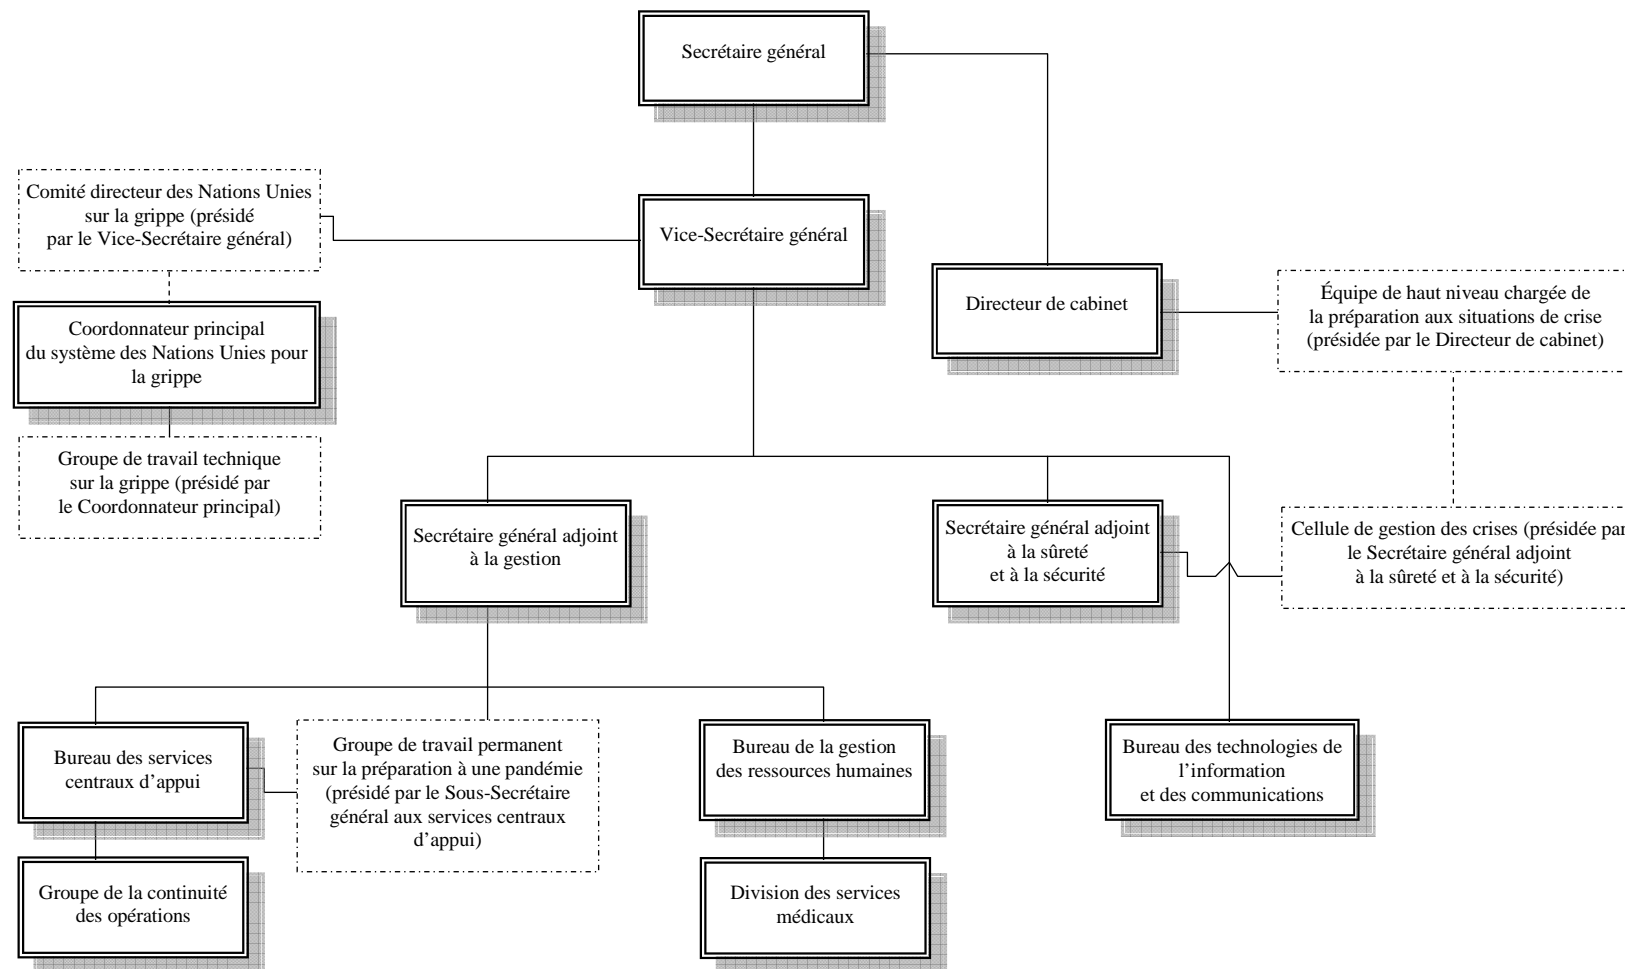 Secrétaire général
Comité directeur des Nations Unies
sur la grippe (présidé
par le Vice-Secrétaire général)
Vice-Secrétaire général
Directeur de cabinet
Équipe de haut niveau chargée de
la préparation aux situations de crise
(présidée par le Directeur de cabinet)
Coordonnateur principal
du système des Nations Unies pour
la grippe
Groupe de travail technique
sur la grippe (présidé par
le Coordonnateur principal)
Secrétaire général adjoint
à la gestion
Secrétaire général adjoint
à la sûreté
et à la sécurité
Cellule de gestion des crises (présidée par
le Secrétaire général adjoint
à la sûreté et à la sécurité)
Bureau des services
centraux d'appui
Groupe de travail permanent
sur la préparation à une pandémie
(présidé par le Sous-Secrétaire
général aux services centraux
d'appui)
Bureau de la gestion
des ressources humaines
Bureau des technologies de
l'information
et des communications
Groupe de la continuité
des opérations
Division des services
médicaux